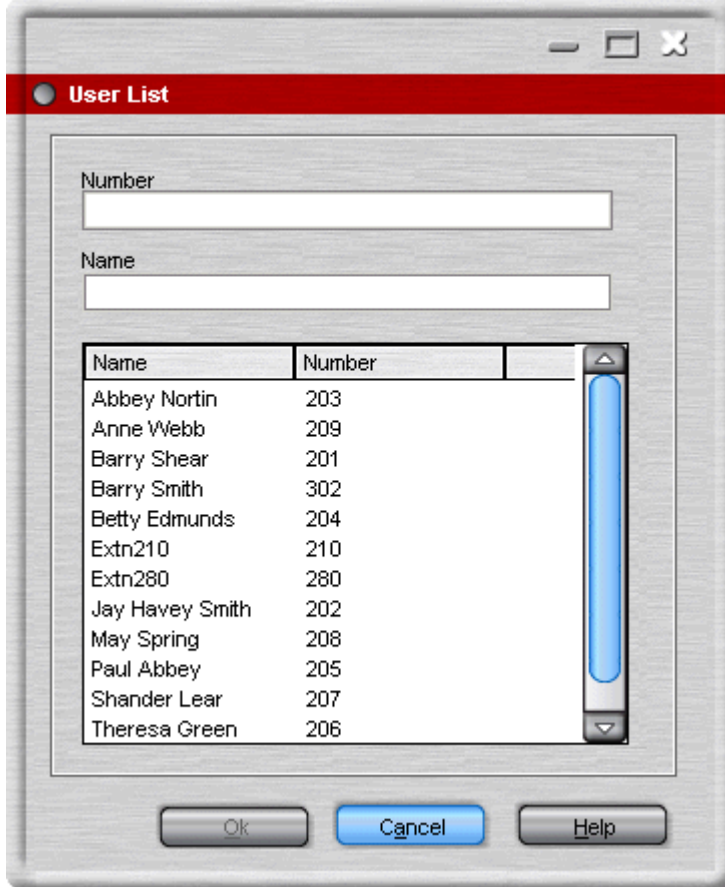 User List
Number
Name
Name Number
Abbey Nortin 203
Anne Webb 209
Barry Shear 201
Barry Smith 302
Betty Edmunds 204
Extn210 210
Extn280 280
Jay Havey Smith 202
May Spring 208
Paul Abbey 205
Shander Lear 207
Theresa Green 206
Ok Cancel Help